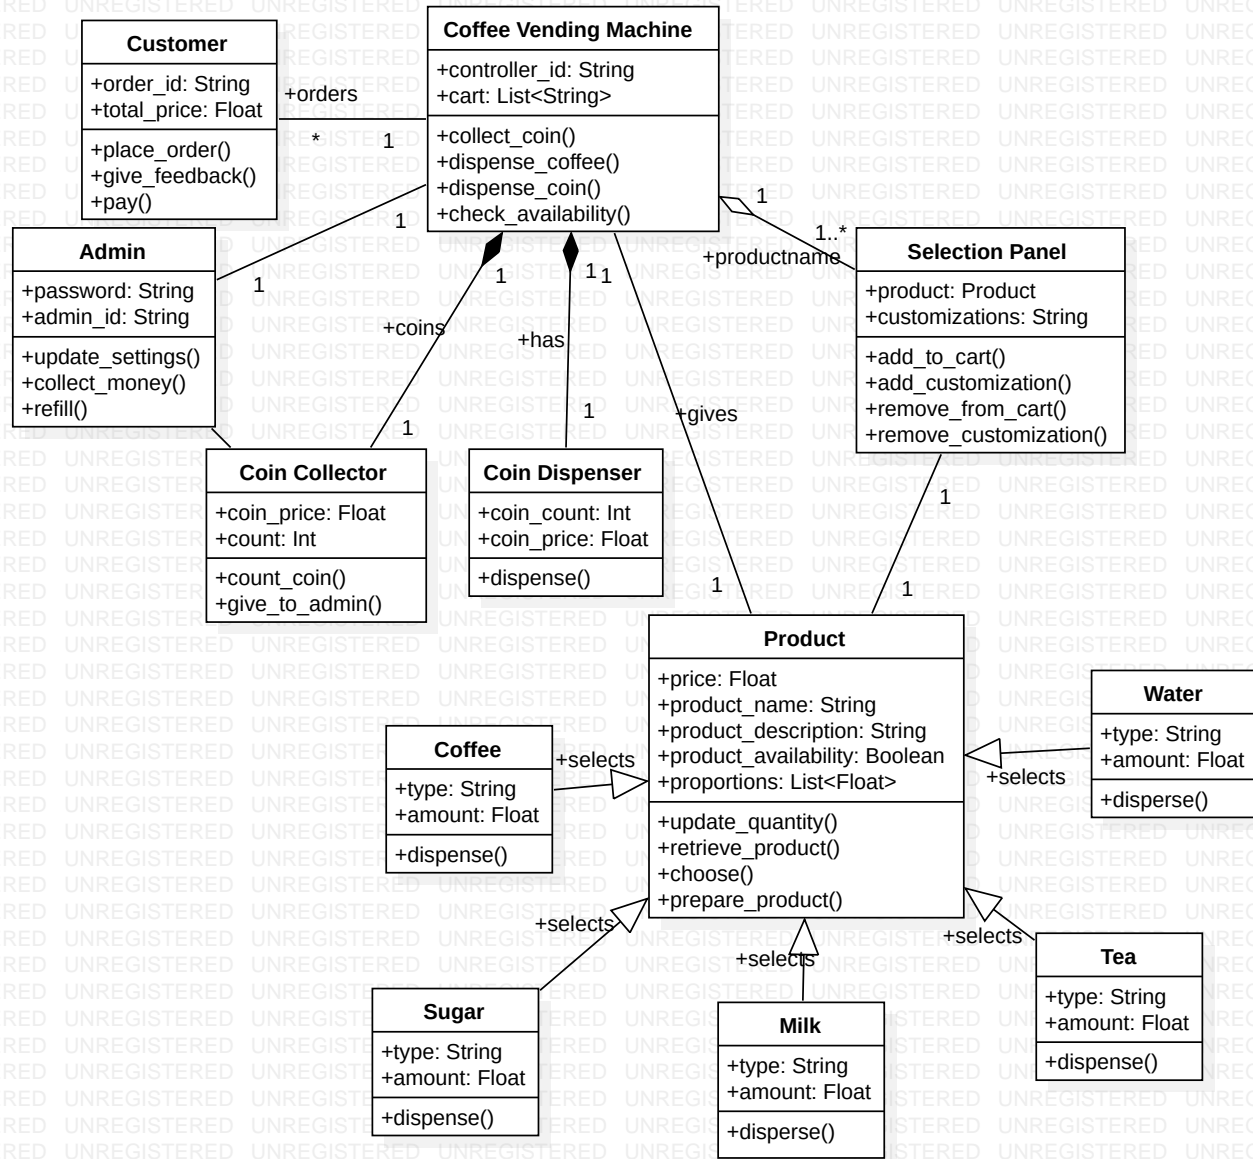 Customer
+order_id: String
+total_price: Float
+place_order()
+give_feedback()
+pay()
+orders
*
1
Coffee Vending Machine
+controller_id: String
+cart: List<String>
+collect_coin()
+dispense_coffee()
+dispense_coin()
+check_availability()
1
1..*
+productname
Admin
+password: String
+admin_id: String
+update_settings()
+collect_money()
+refill()
1
1
Selection Panel
+product: Product
+customizations: String
+add_to_cart()
+add_customization()
+remove_from_cart()
+remove_customization()
1
+coins
1
1
+has
1
1
+gives
1
Coin Collector
+coin_price: Float
+count: Int
+count_coin()
+give_to_admin()
Coin Dispenser
+coin_count: Int
+coin_price: Float
+dispense()
1
1
Product
+price: Float
+product_name: String
+product_description: String
+product_availability: Boolean
+proportions: List<Float>
+update_quantity()
+retrieve_product()
+choose()
+prepare_product()
Water
+type: String
+amount: Float
+disperse()
+selects
Coffee
+type: String
+amount: Float
+dispense()
+selects
+selects
+selects
+selects
Tea
+type: String
+amount: Float
+dispense()
Sugar
+type: String
+amount: Float
+dispense()
Milk
+type: String
+amount: Float
+disperse()
UNREGISTERED